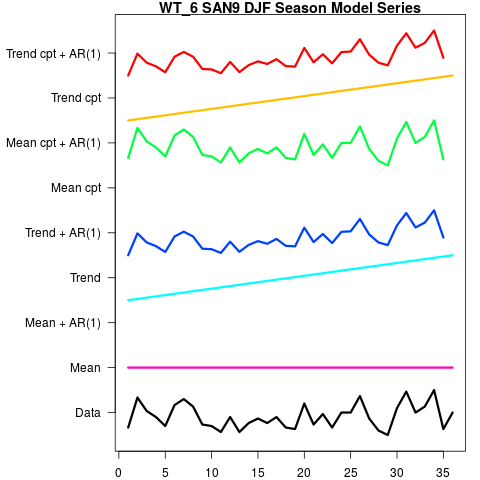 WT_6 SAN9 DJF Season Model Series
Trend cpt + AR(1)
Trend cpt
Mean cpt + AR(1)
Mean cpt
Trend + AR(1)
Trend
Mean + AR(1)
Mean
Data
0 5 10 15 20 25 30 35